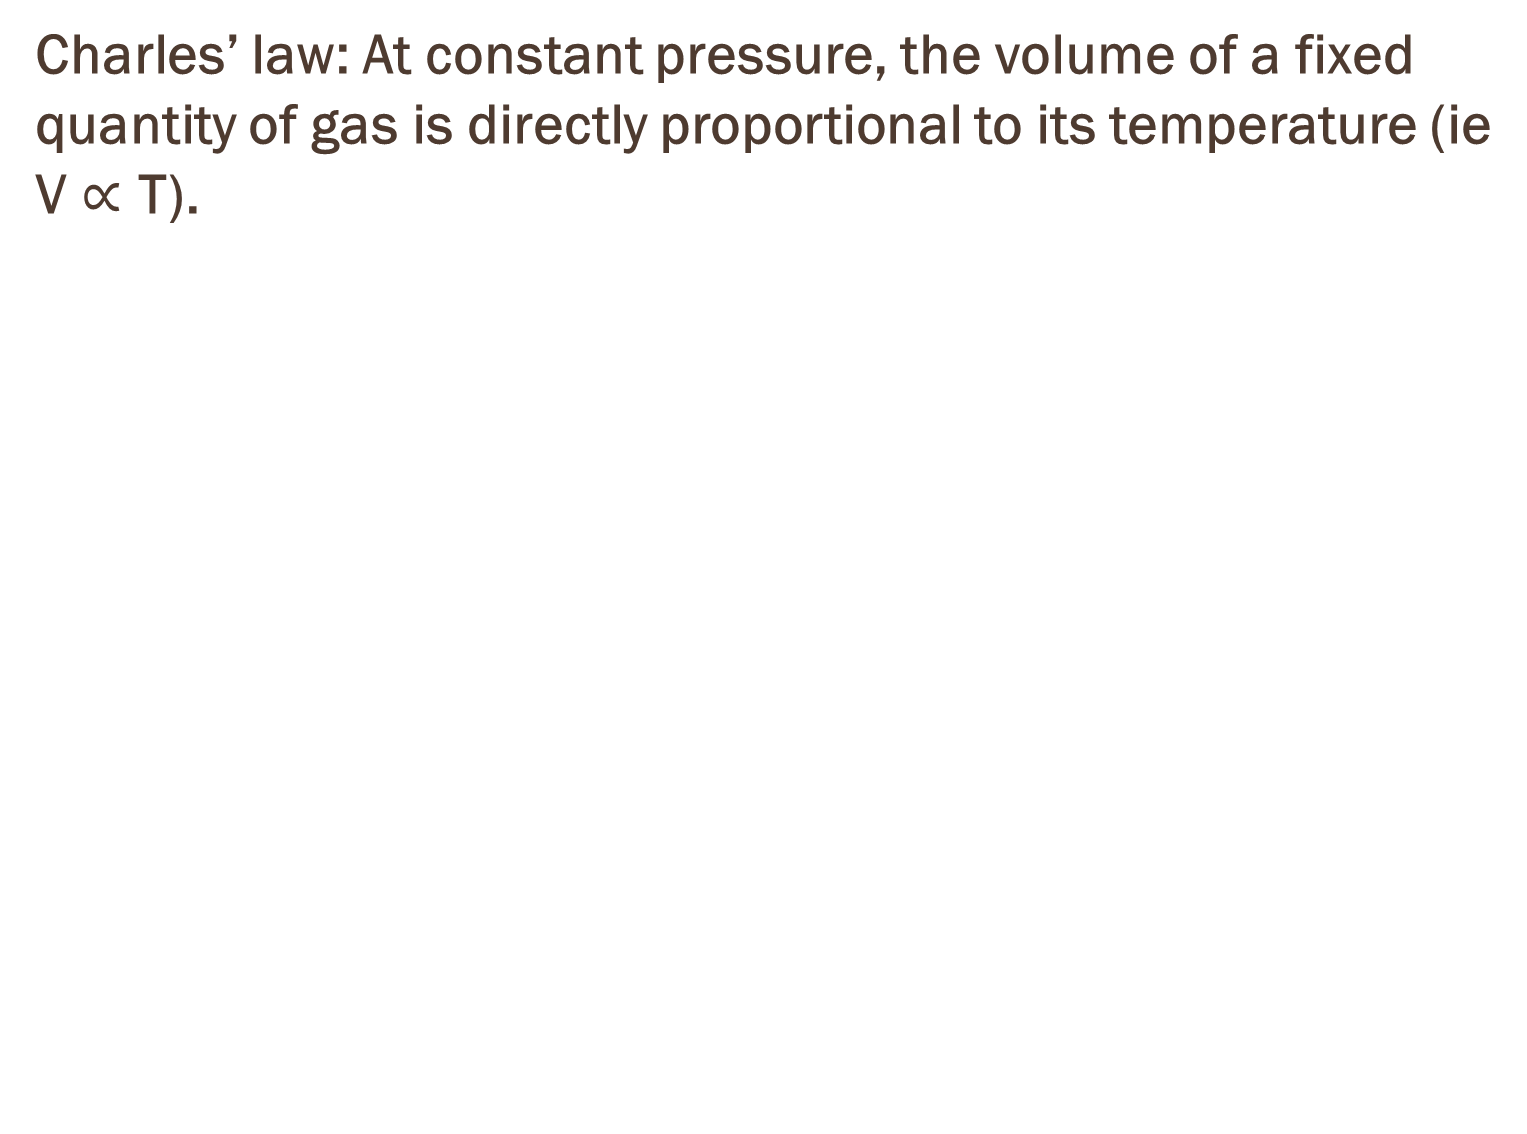 Charles’ law: At constant pressure, the volume of a fixed
quantity of gas is directly proportional to its temperature (ie
V ∝ T).